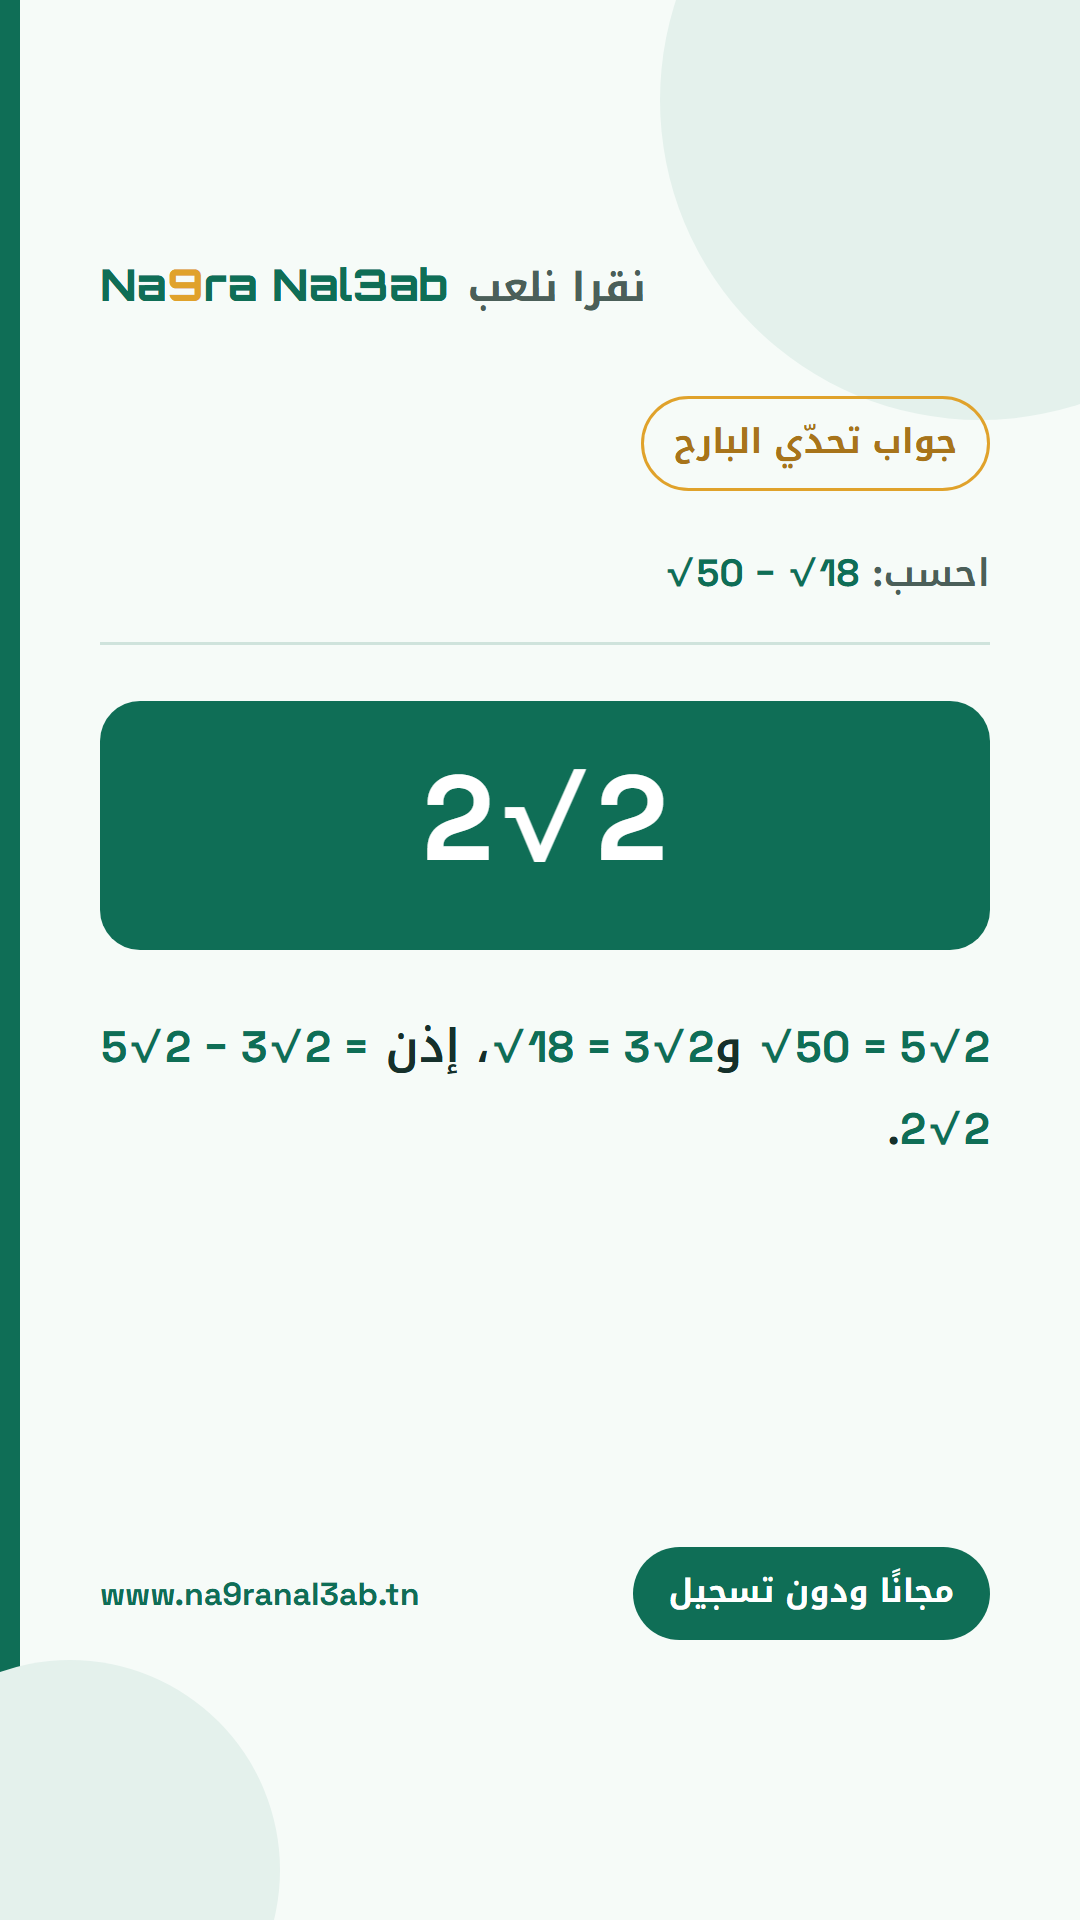 Na9ra Nal3ab نقرا نلعب
جواب تحدّي البارح
احسب: √50 − √18
2√2
√50 = 5√2 و√18 = 3√2، إذن 5√2 − 3√2 =
2√2.
www.na9ranal3ab.tn
مجانًا ودون تسجيل